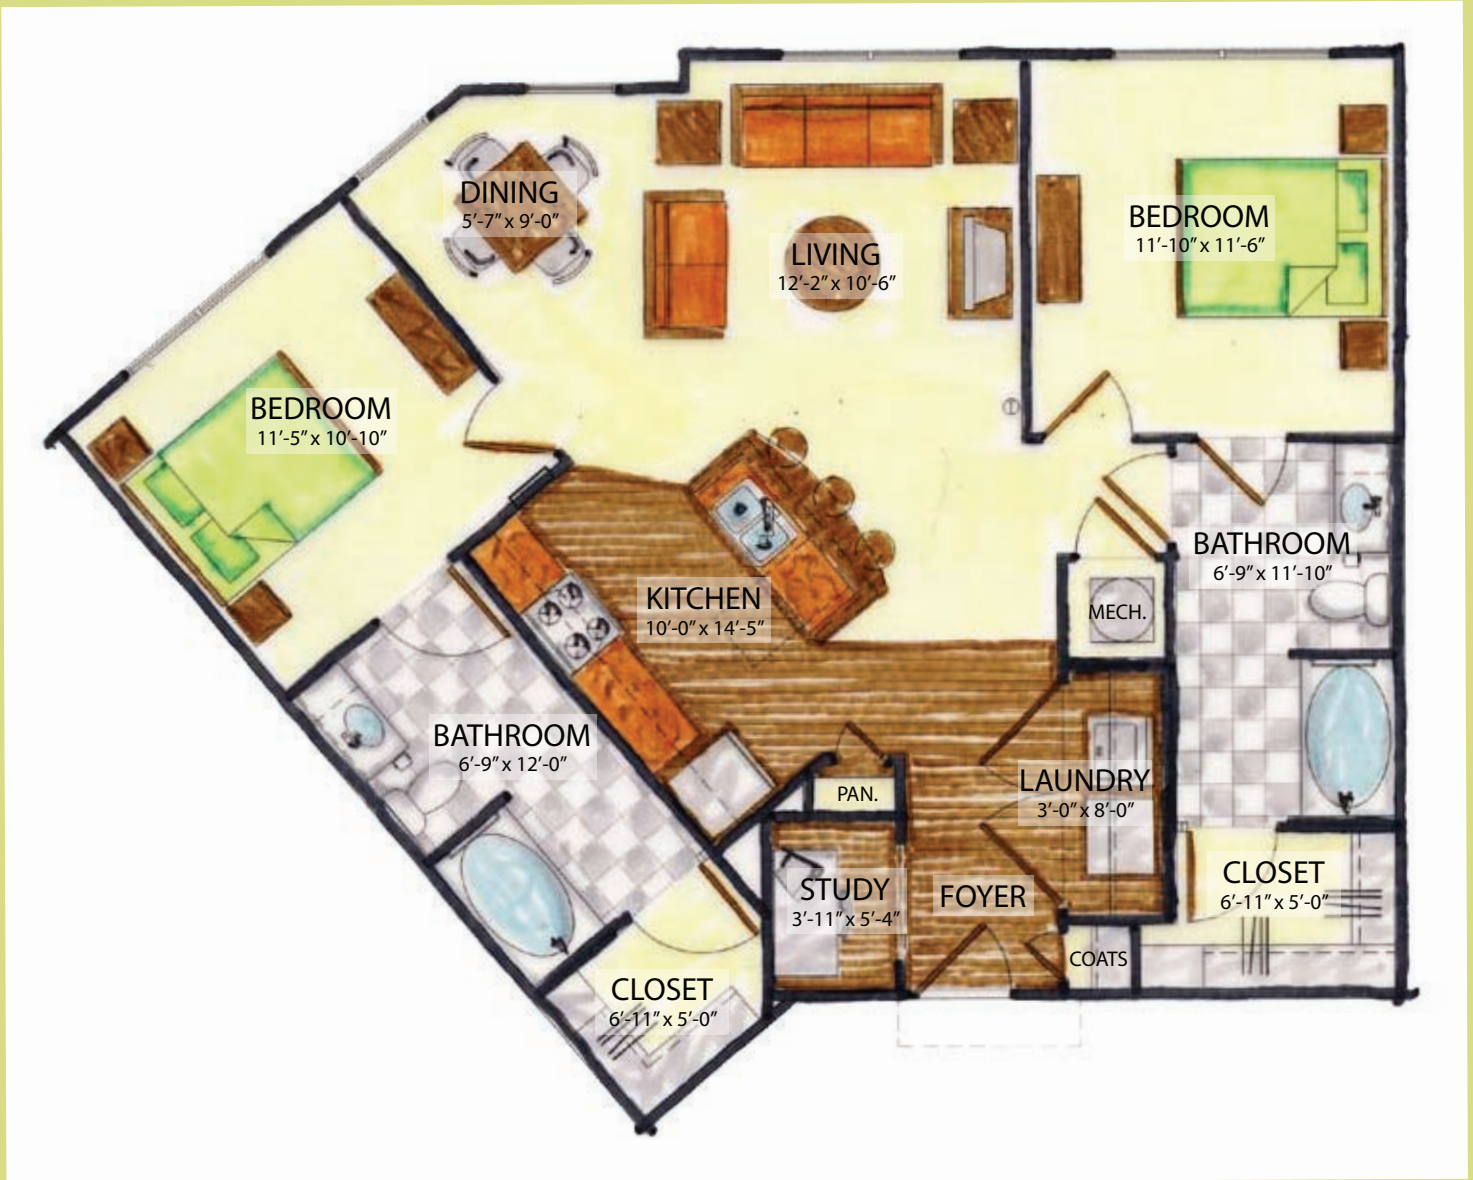 DINING
5'-7" x 9'-0"
LIVING
12'-2" x 10'-6"
BEDROOM
11'-10" x 11'-6"
BEDROOM
11'-5" x 10'-10"
KITCHEN
10'-0" x 14'-5"
BATHROOM
6'-9" x 11'-10"
MECH.
BATHROOM
6'-9" x 12'-0"
PAN.
LAUNDRY
3'-0" x 8'-0"
STUDY
3'-11" x 5'-4"
FOYER
CLOSET
6'-11" x 5'-0"
COATS
CLOSET
6'-11" x 5'-0"